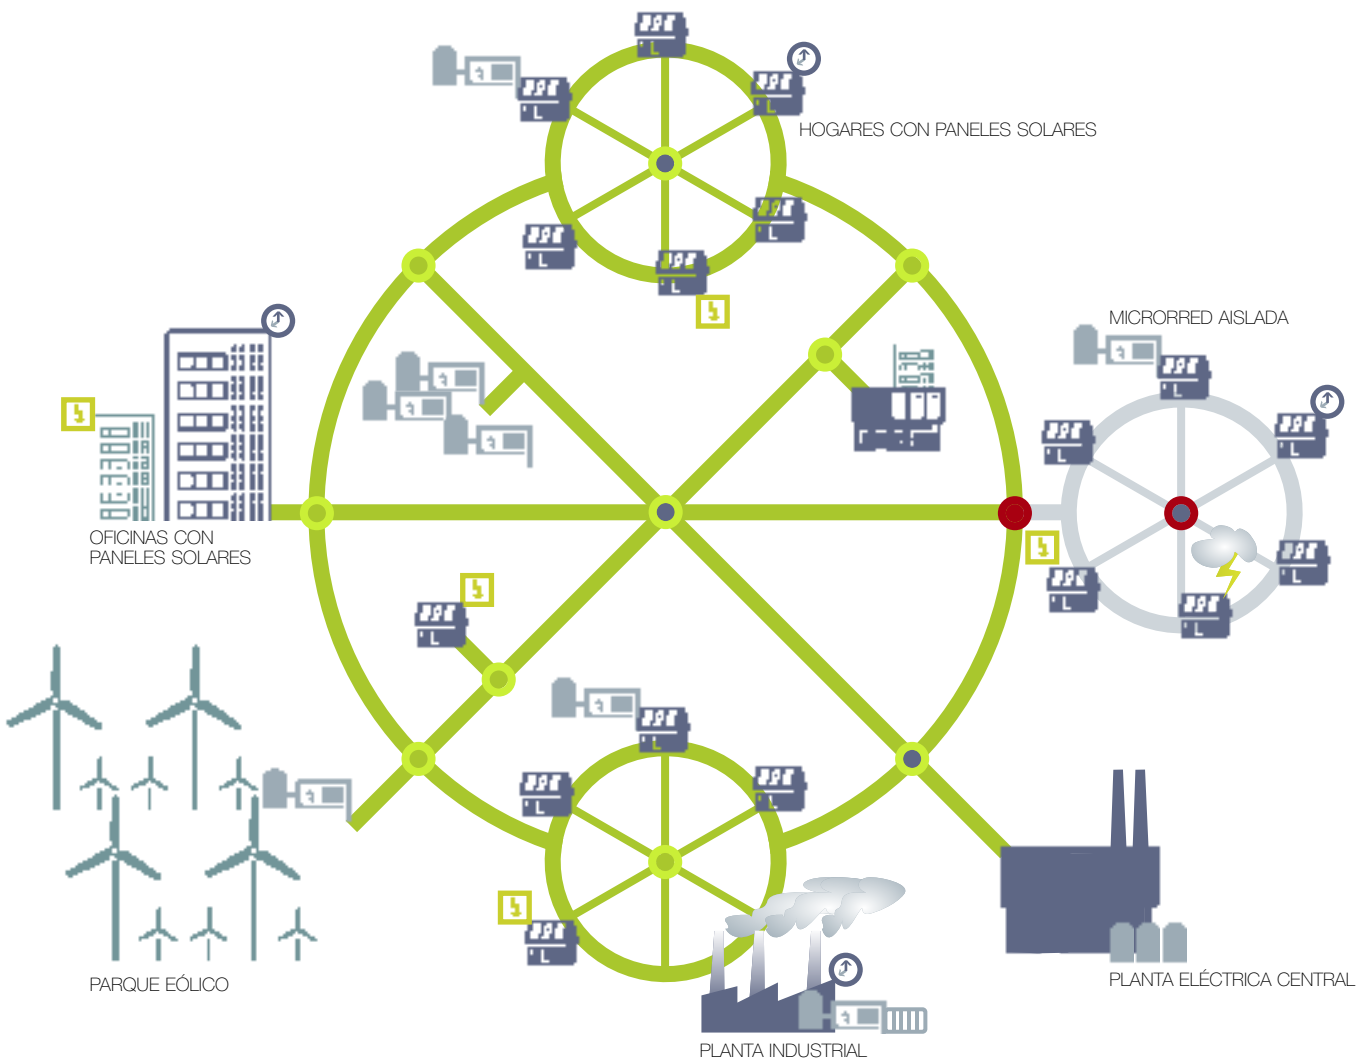 HOGARES CON PANELES SOLARES
MICRORRED AISLADA
OFICINAS CON
PANELES SOLARES
PARQUE EÓLICO
PLANTA ELÉCTRICA CENTRAL
PLANTA INDUSTRIAL